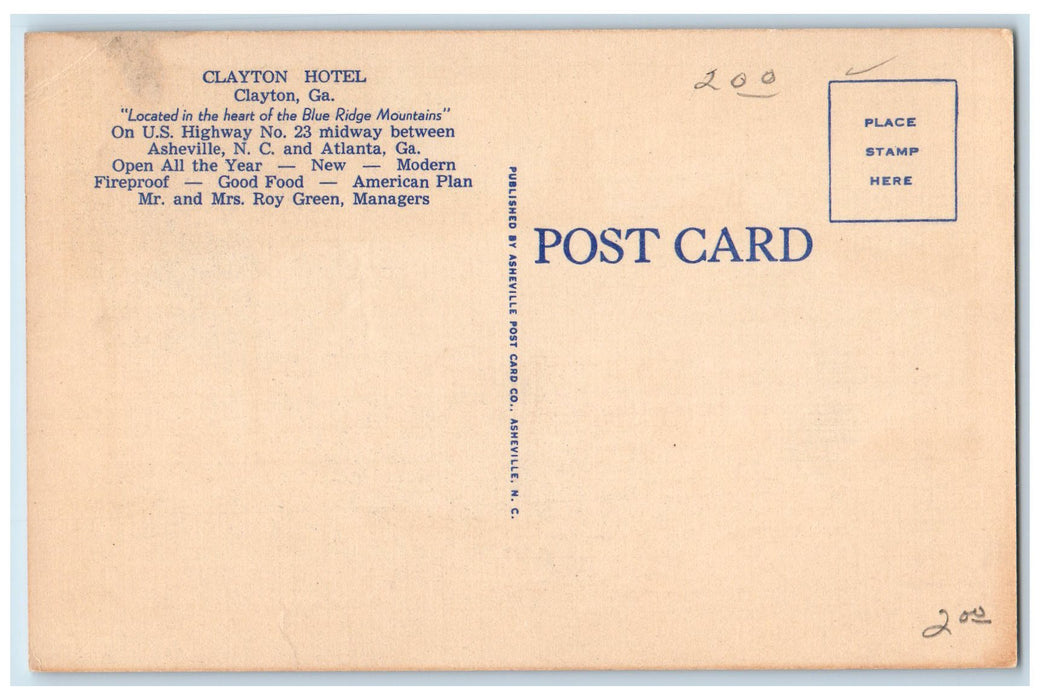 CLAYTON HOTEL
Clayton, Ga.
"Located in the heart of the Blue Ridge Mountains"
On U.S. Highway No. 23 midway between
Asheville, N. C. and Atlanta, Ga.
Open All the Year — New — Modern
Fireproof — Good Food — American Plan
Mr. and Mrs. Roy Green, Managers
PUBLISHED BY ASHEVILLE POST CARD CO., ASHEVILLE, N. C.
200
PLACE
STAMP
HERE
POST CARD
200